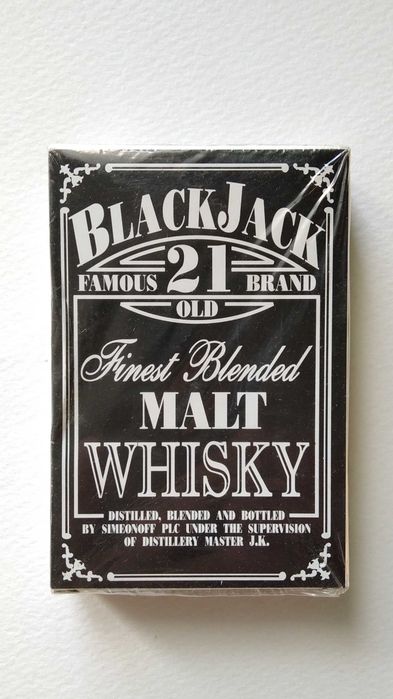 BLACKJACK
FAMOUS 21 BRAND
OLD
Finest Blended
MALT
WHISKY
DISTILLED, BLENDED AND BOTTLED
BY SIMEONOFF PLC UNDER THE SUPERVISION
OF DISTILLERY MASTER J.K.